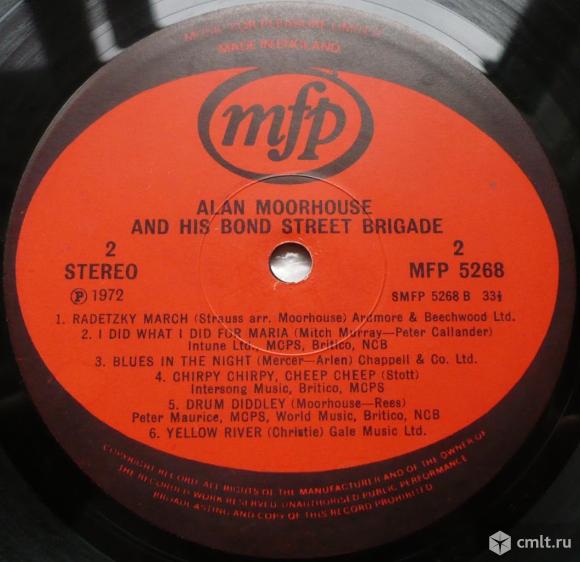 MUSIC FOR PLEASURE LIMITED
MADE IN ENGLAND
mfp
ALAN MOORHOUSE
AND HIS BOND STREET BRIGADE
2 2
STEREO MFP 5268
Ⓟ 1972 SMFP 5268 B 33⅓
1. RADETZKY MARCH (Strauss arr. Moorhouse) Ardmore & Beechwood Ltd.
2. I DID WHAT I DID FOR MARIA (Mitch Murray—Peter Callander)
Intune Ltd., MCPS, Britico, NCB
3. BLUES IN THE NIGHT (Mercer—Arlen) Chappell & Co. Ltd.
4. CHIRPY CHIRPY, CHEEP CHEEP (Stott)
Intersong Music, Britico, MCPS
5. DRUM DIDDLEY (Moorhouse—Rees)
Peter Maurice, MCPS, World Music, Britico, NCB
6. YELLOW RIVER (Christie) Gale Music Ltd.
COPYRIGHT RECORD. ALL RIGHTS OF THE MANUFACTURER AND OF THE OWNER OF
THE RECORDED WORK RESERVED. UNAUTHORISED PUBLIC PERFORMANCE
BROADCASTING AND COPY OF THIS RECORD PROHIBITED
cmlt.ru